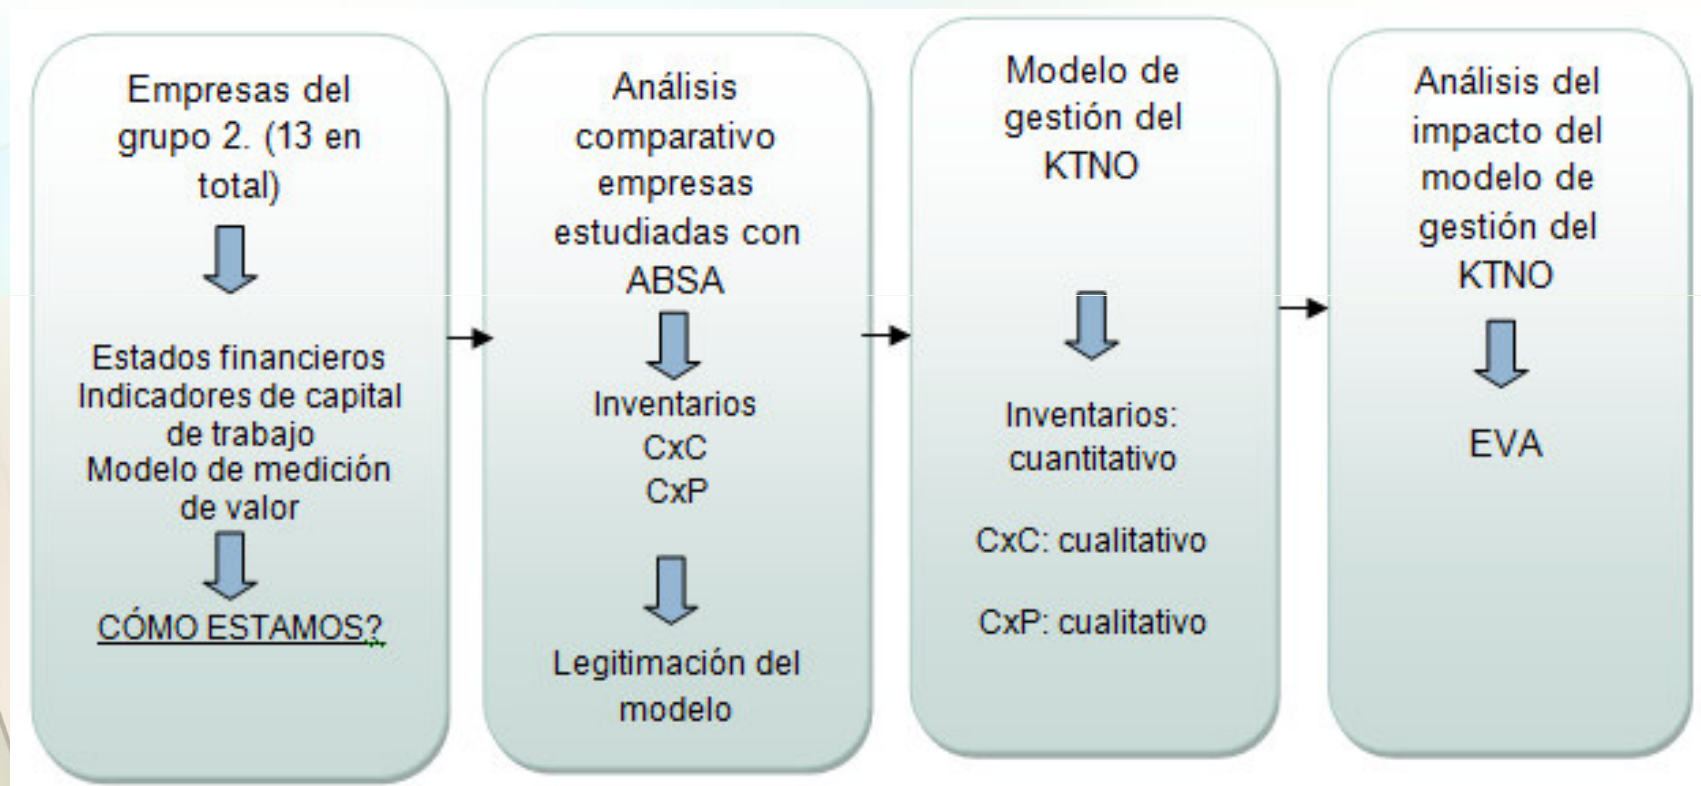 Empresas del
grupo 2. (13 en
total)
Estados financieros
Indicadores de capital
de trabajo
Modelo de medición
de valor
CÓMO ESTAMOS?
Análisis
comparativo
empresas
estudiadas con
ABSA
Inventarios
CxC
CxP
Legitimación del
modelo
Modelo de
gestión del
KTNO
Inventarios:
cuantitativo
CxC: cualitativo
CxP: cualitativo
Análisis del
impacto del
modelo de
gestión del
KTNO
EVA